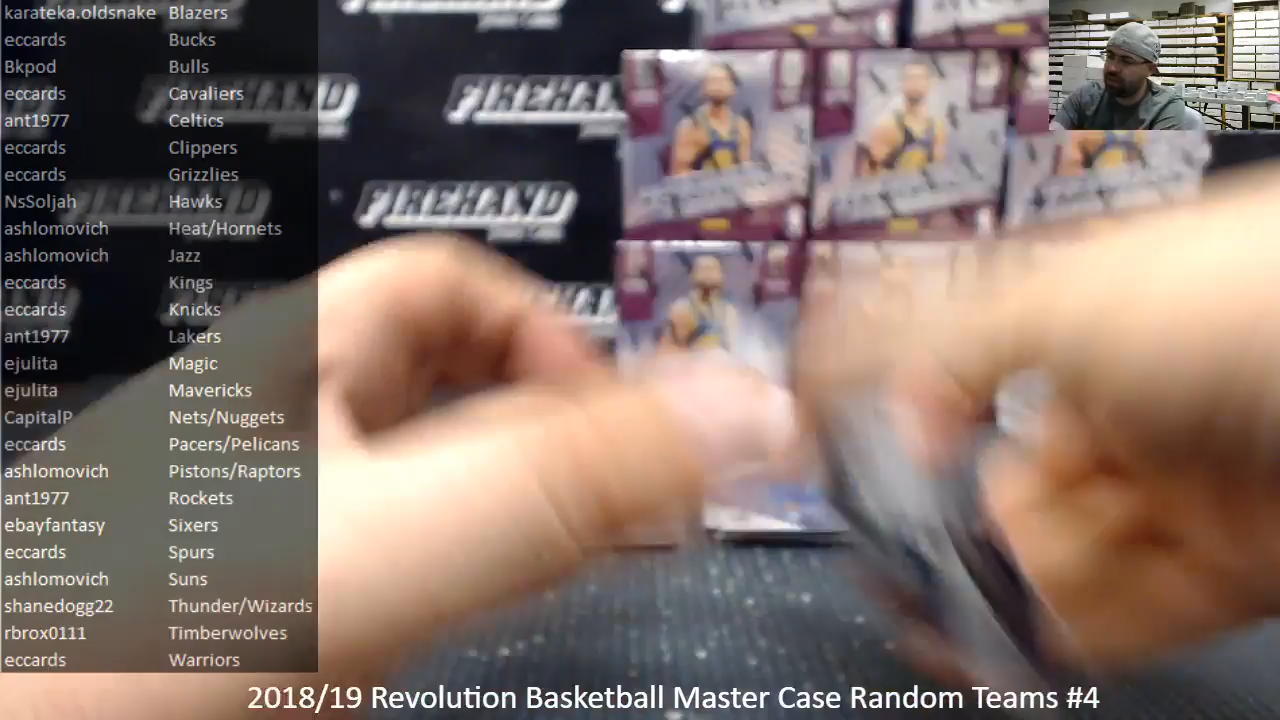 karateka.oldsnake Blazers
eccards Bucks
Bkpod Bulls
eccards Cavaliers
ant1977 Celtics
eccards Clippers
eccards Grizzlies
NsSoljah Hawks
ashlomovich Heat/Hornets
ashlomovich Jazz
eccards Kings
eccards Knicks
ant1977 Lakers
ejulita Magic
ejulita Mavericks
CapitalP Nets/Nuggets
eccards Pacers/Pelicans
ashlomovich Pistons/Raptors
ant1977 Rockets
ebayfantasy Sixers
eccards Spurs
ashlomovich Suns
shanedogg22 Thunder/Wizards
rbrox0111 Timberwolves
eccards Warriors
FIREHAND
FIREHAND
FIREHAND
2018/19 Revolution Basketball Master Case Random Teams #4